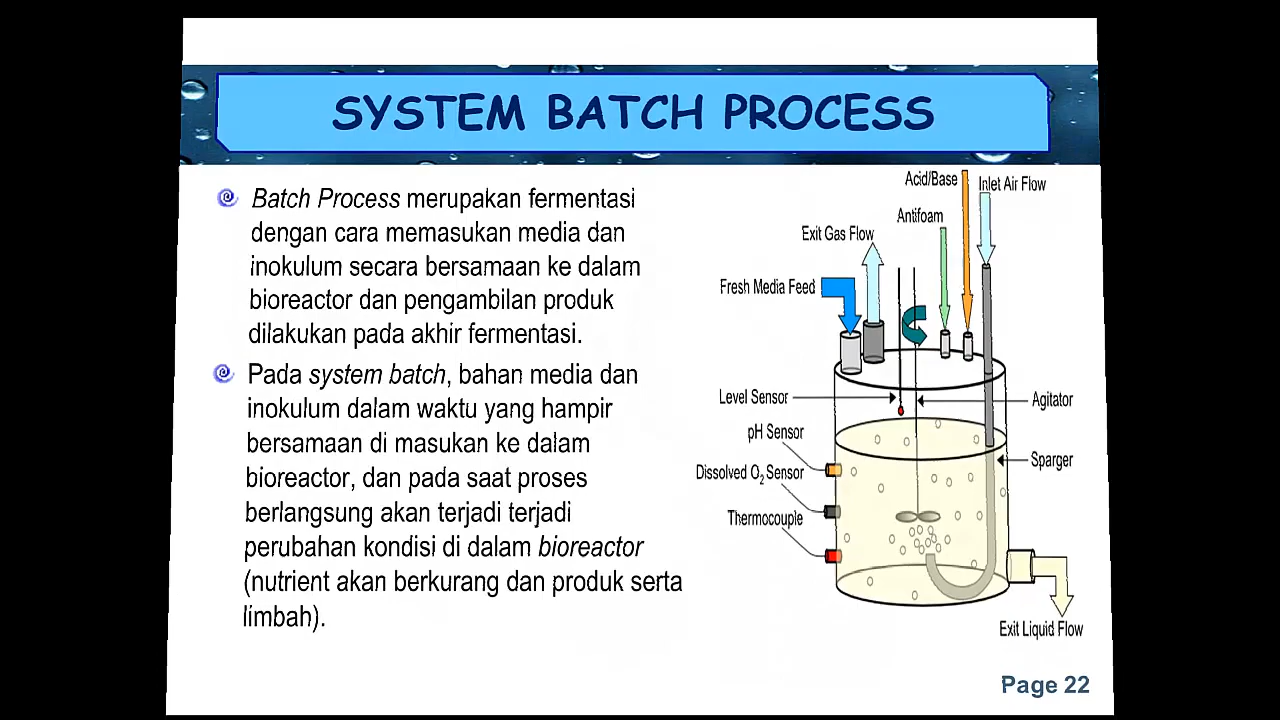 SYSTEM BATCH PROCESS
Batch Process merupakan fermentasi
dengan cara memasukan media dan
inokulum secara bersamaan ke dalam
bioreactor dan pengambilan produk
dilakukan pada akhir fermentasi.
Pada system batch, bahan media dan
inokulum dalam waktu yang hampir
bersamaan di masukan ke dalam
bioreactor, dan pada saat proses
berlangsung akan terjadi terjadi
perubahan kondisi di dalam bioreactor
(nutrient akan berkurang dan produk serta
limbah).
Acid/Base
Inlet Air Flow
Antifoam
Exit Gas Flow
Fresh Media Feed
Level Sensor
Agitator
pH Sensor
Sparger
Dissolved O₂ Sensor
Thermocouple
Exit Liquid Flow
Page 22